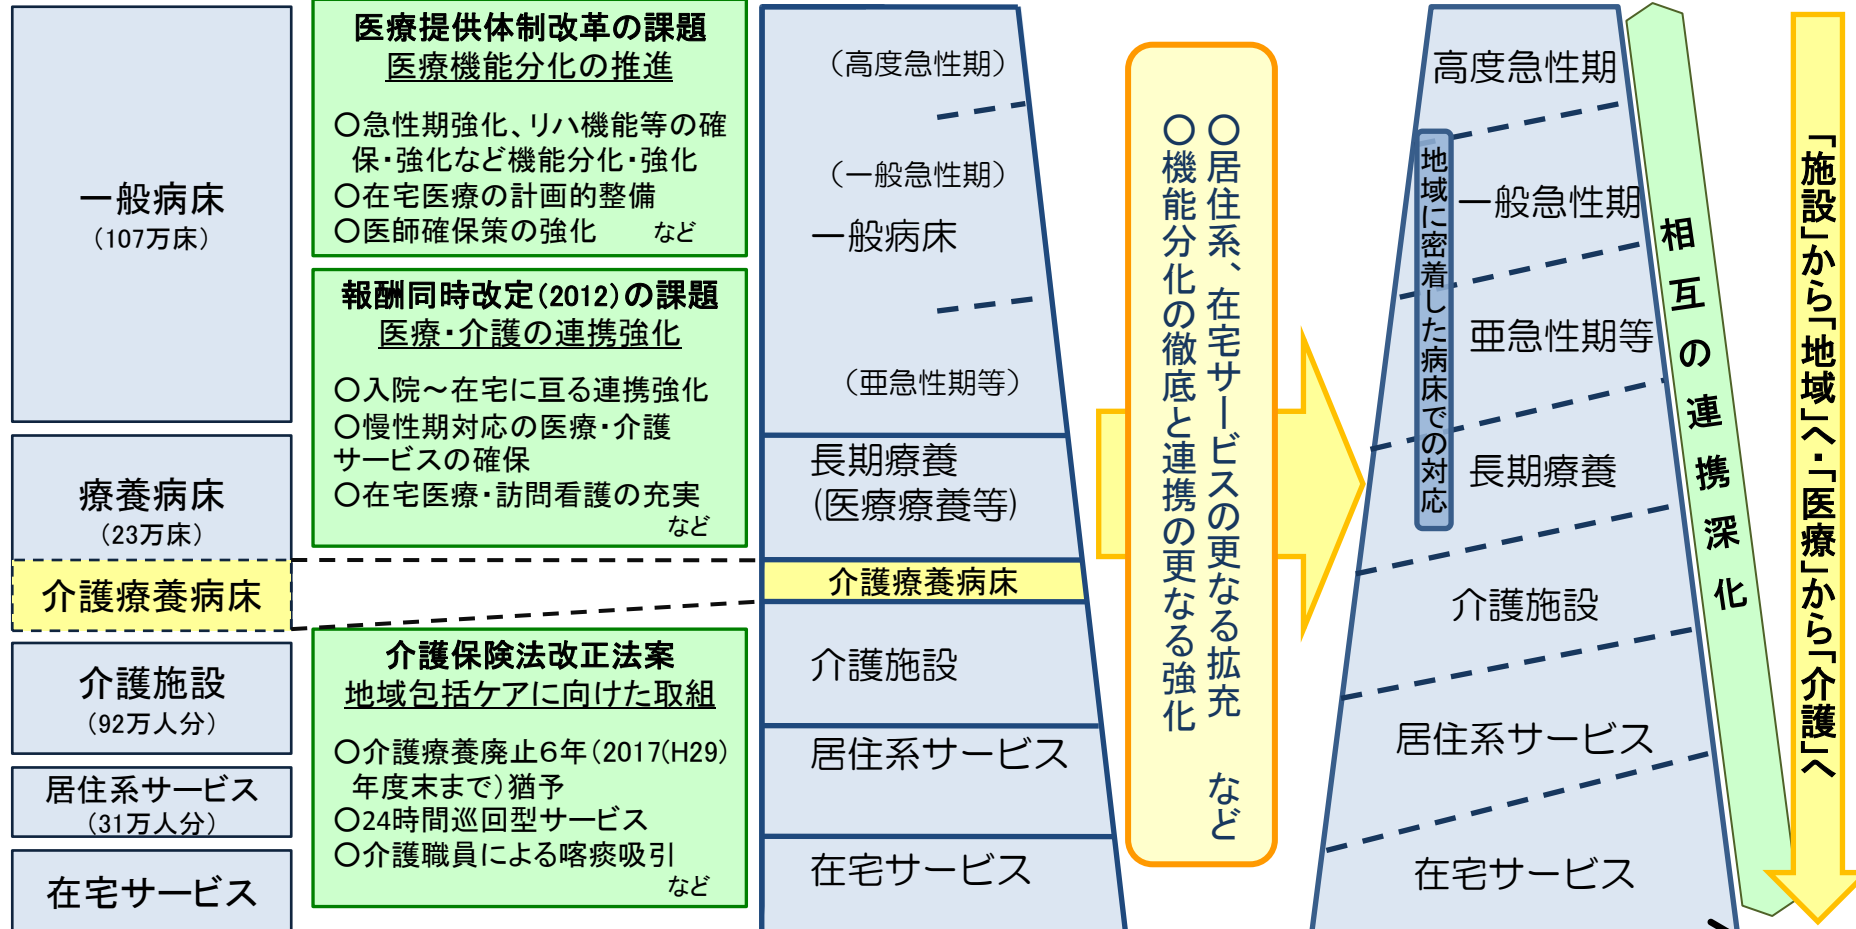 一般病床
（107万床）
療養病床
（23万床）
介護療養病床
介護施設
（92万人分）
居住系サービス
（31万人分）
在宅サービス
医療提供体制改革の課題
医療機能分化の推進
○急性期強化、リハ機能等の確
保・強化など機能分化・強化
○在宅医療の計画的整備
○医師確保策の強化　など
報酬同時改定（2012）の課題
医療・介護の連携強化
○入院～在宅に亘る連携強化
○慢性期対応の医療・介護
サービスの確保
○在宅医療・訪問看護の充実
など
介護保険法改正法案
地域包括ケアに向けた取組
○介護療養廃止６年（2017(H29)
年度末まで）猶予
○24時間巡回型サービス
○介護職員による喀痰吸引
など
（高度急性期）
（一般急性期）
一般病床
（亜急性期等）
長期療養
(医療療養等)
介護療養病床
介護施設
居住系サービス
在宅サービス
○居住系、在宅サービスの更なる拡充
○機能分化の徹底と連携の更なる強化　など
高度急性期
一般急性期
亜急性期等
長期療養
介護施設
居住系サービス
在宅サービス
地域に密着した病床での対応
相互の連携深化
「施設」から「地域」へ・「医療」から「介護」へ